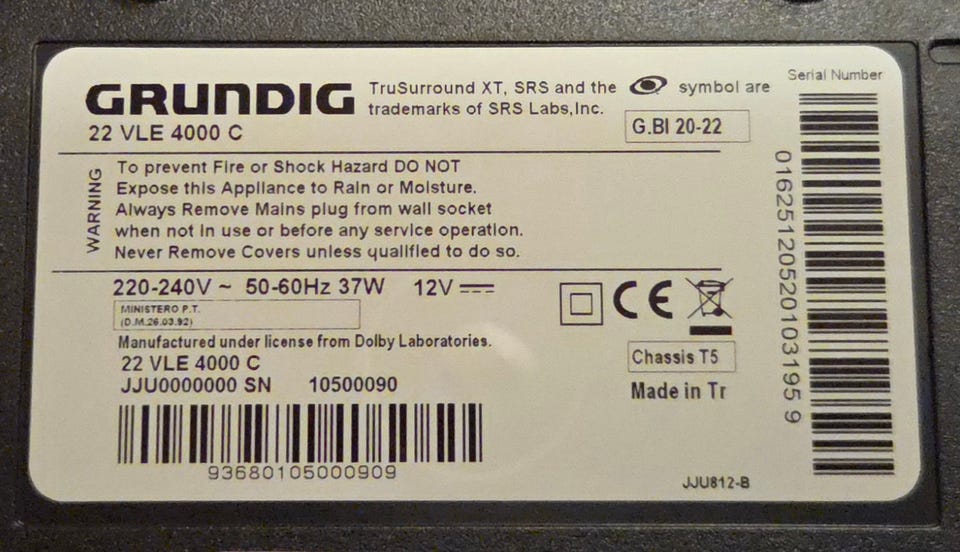 GRUNDIG
22 VLE 4000 C
TruSurround XT, SRS and the symbol are
trademarks of SRS Labs,Inc.
G.BI 20-22
Serial Number
WARNING
To prevent Fire or Shock Hazard DO NOT
Expose this Appliance to Rain or Moisture.
Always Remove Mains plug from wall socket
when not in use or before any service operation.
Never Remove Covers unless qualified to do so.
220-240V ~ 50-60Hz 37W 12V
MINISTERO P.T.
(D.M.26.03.92)
Manufactured under license from Dolby Laboratories.
22 VLE 4000 C
JJU0000000 SN 10500090
93680105000909
CE
Chassis T5
Made in Tr
JJU812-B
01625120520103195 9